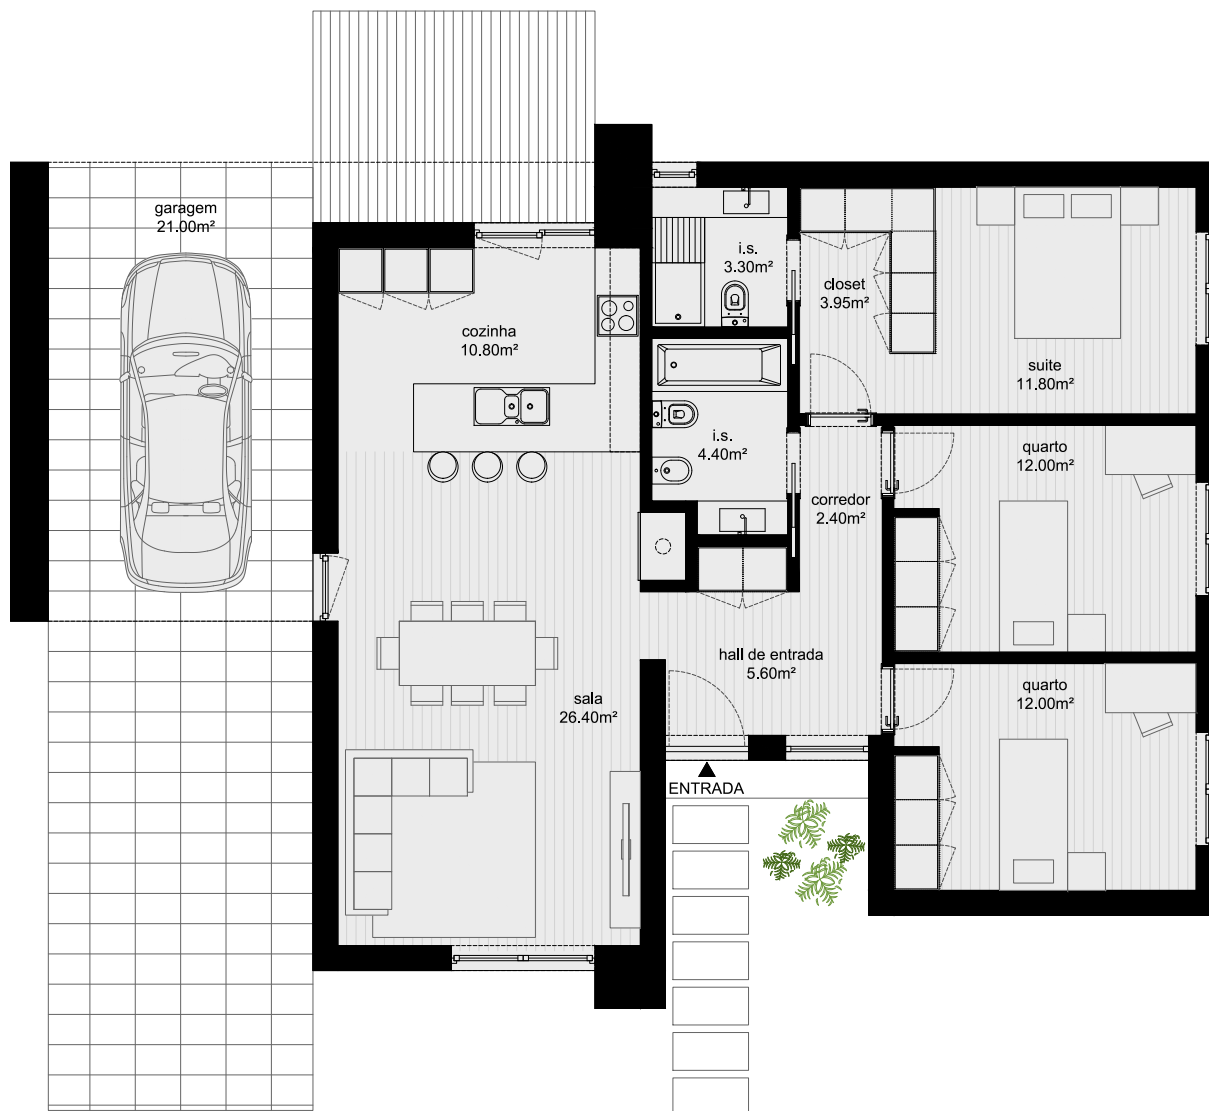 garagem
21.00m²
i.s.
3.30m²
closet
3.95m²
cozinha
10.80m²
suite
11.80m²
i.s.
4.40m²
quarto
12.00m²
corredor
2.40m²
hall de entrada
5.60m²
sala
26.40m²
quarto
12.00m²
ENTRADA